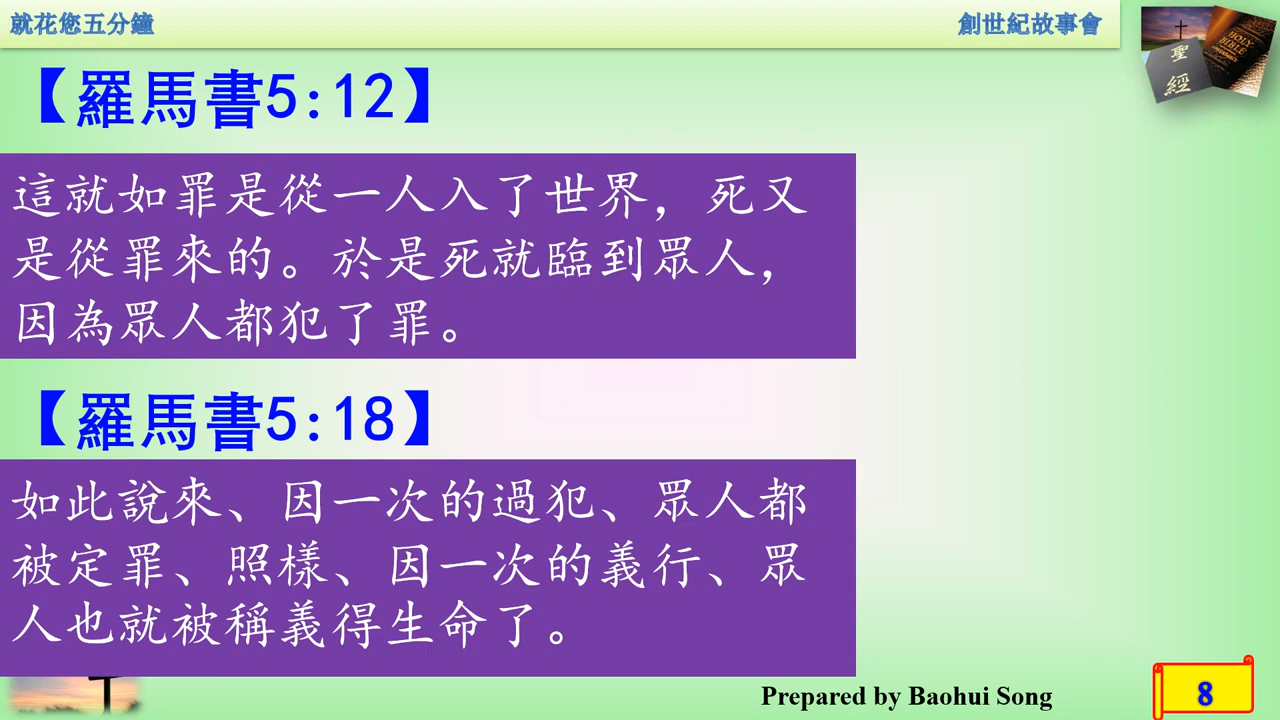 就花您五分鐘
創世紀故事會
HOLY BIBLE
聖經
【羅馬書5:12】
這就如罪是從一人入了世界，死又
是從罪來的。於是死就臨到眾人，
因為眾人都犯了罪。
【羅馬書5:18】
如此說來、因一次的過犯、眾人都
被定罪、照樣、因一次的義行、眾
人也就被稱義得生命了。
Prepared by Baohui Song
8